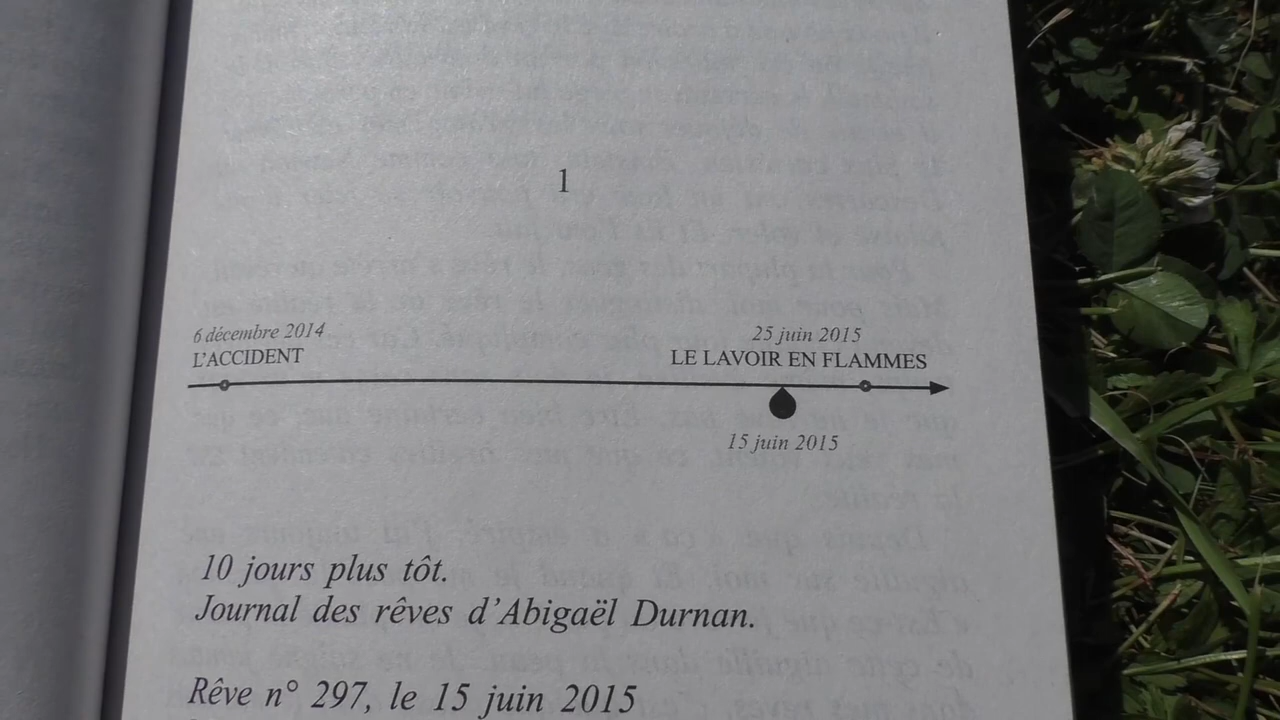 1
6 décembre 2014
L'ACCIDENT
25 juin 2015
LE LAVOIR EN FLAMMES
15 juin 2015
10 jours plus tôt.
Journal des rêves d'Abigaël Durnan.
Rêve n° 297, le 15 juin 2015